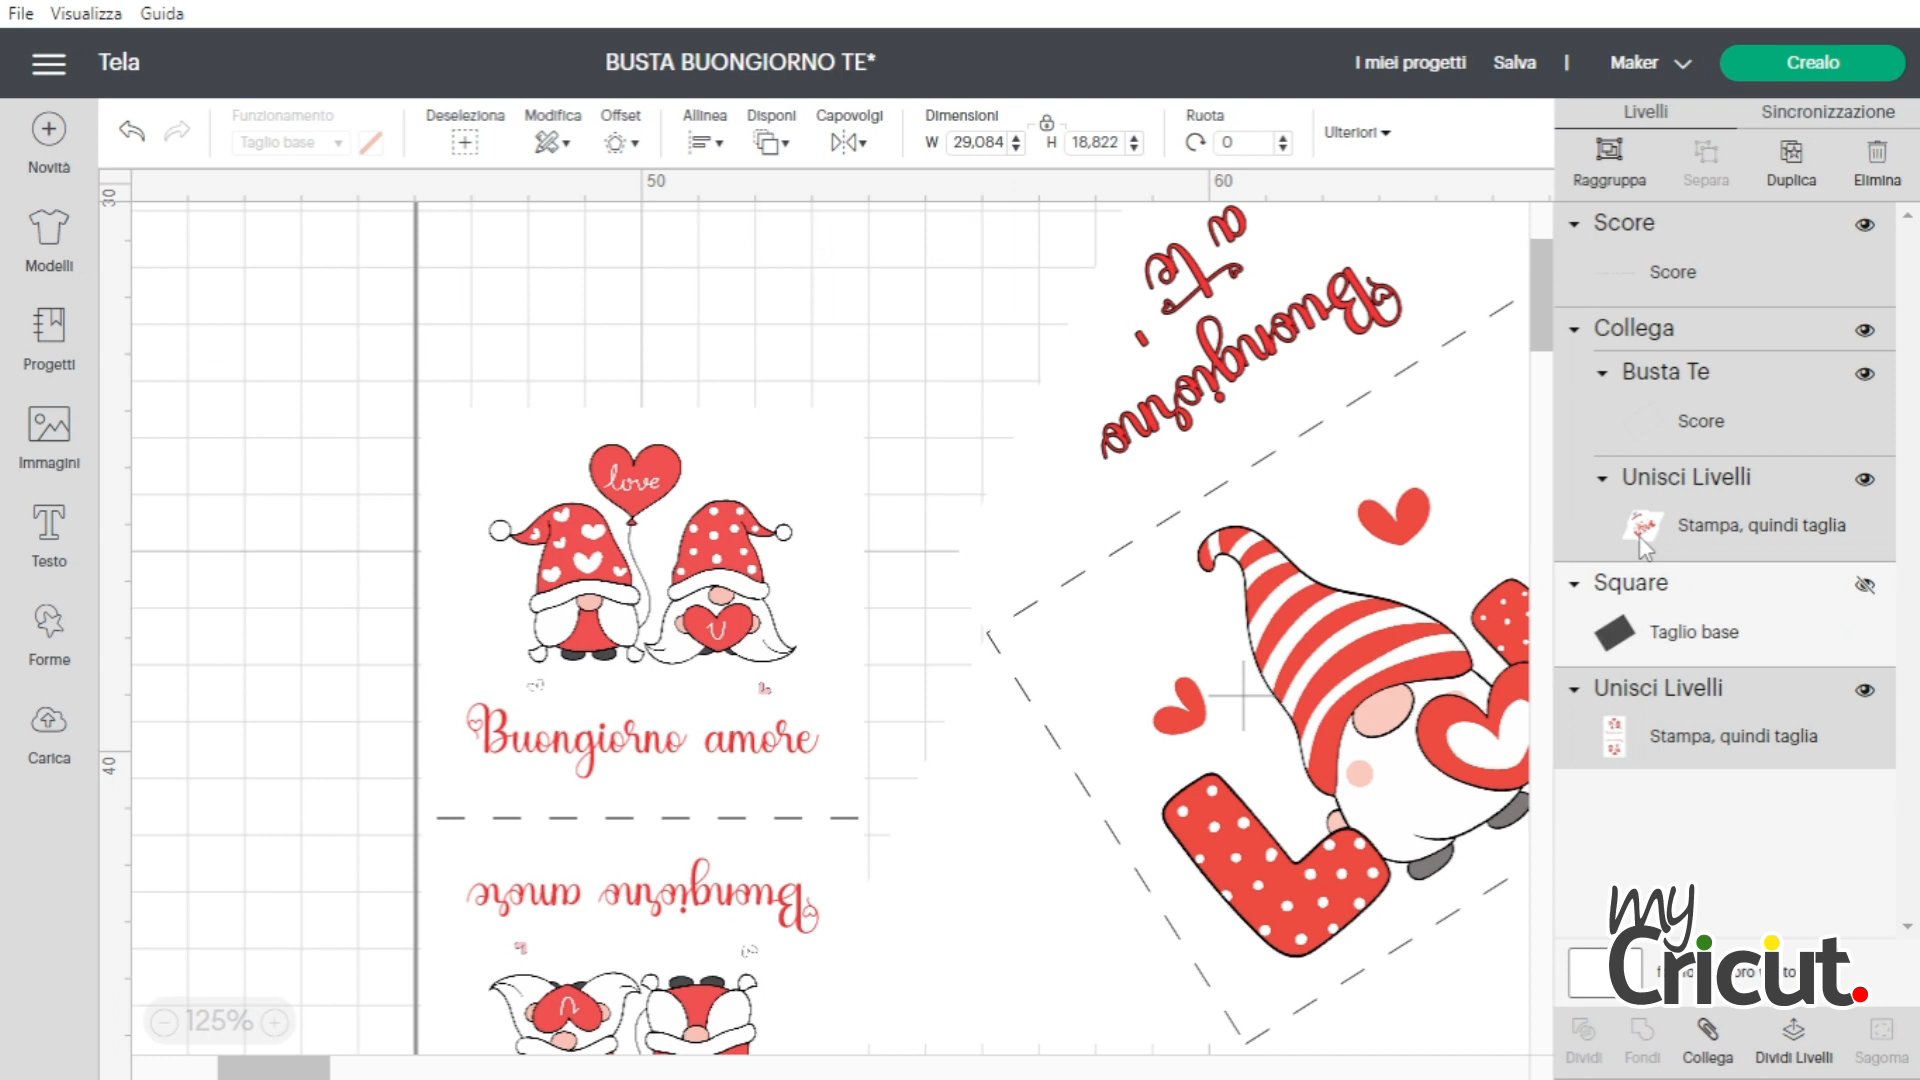 File Visualizza Guida
Tela
BUSTA BUONGIORNO TE*
I miei progetti Salva | Maker
Crealo
Funzionamento
Taglio base
Deseleziona Modifica Offset
Allinea Disponi Capovolgi
Dimensioni
W 29,084 H 18,822
Ruota
0
Ulteriori
Livelli Sincronizzazione
Raggruppa Separa Duplica Elimina
Novità
Modelli
Progetti
Immagini
Testo
Forme
Carica
50 60
30
40
Score
Score
Collega
Busta Te
Score
Unisci Livelli
Stampa, quindi taglia
Square
Taglio base
Unisci Livelli
Stampa, quindi taglia
a
te
Buongiorno
love
U
Buongiorno amore
Buongiorno amore
U
my
Cricut.
125%
Dividi Fondi Collega Dividi Livelli Sagoma